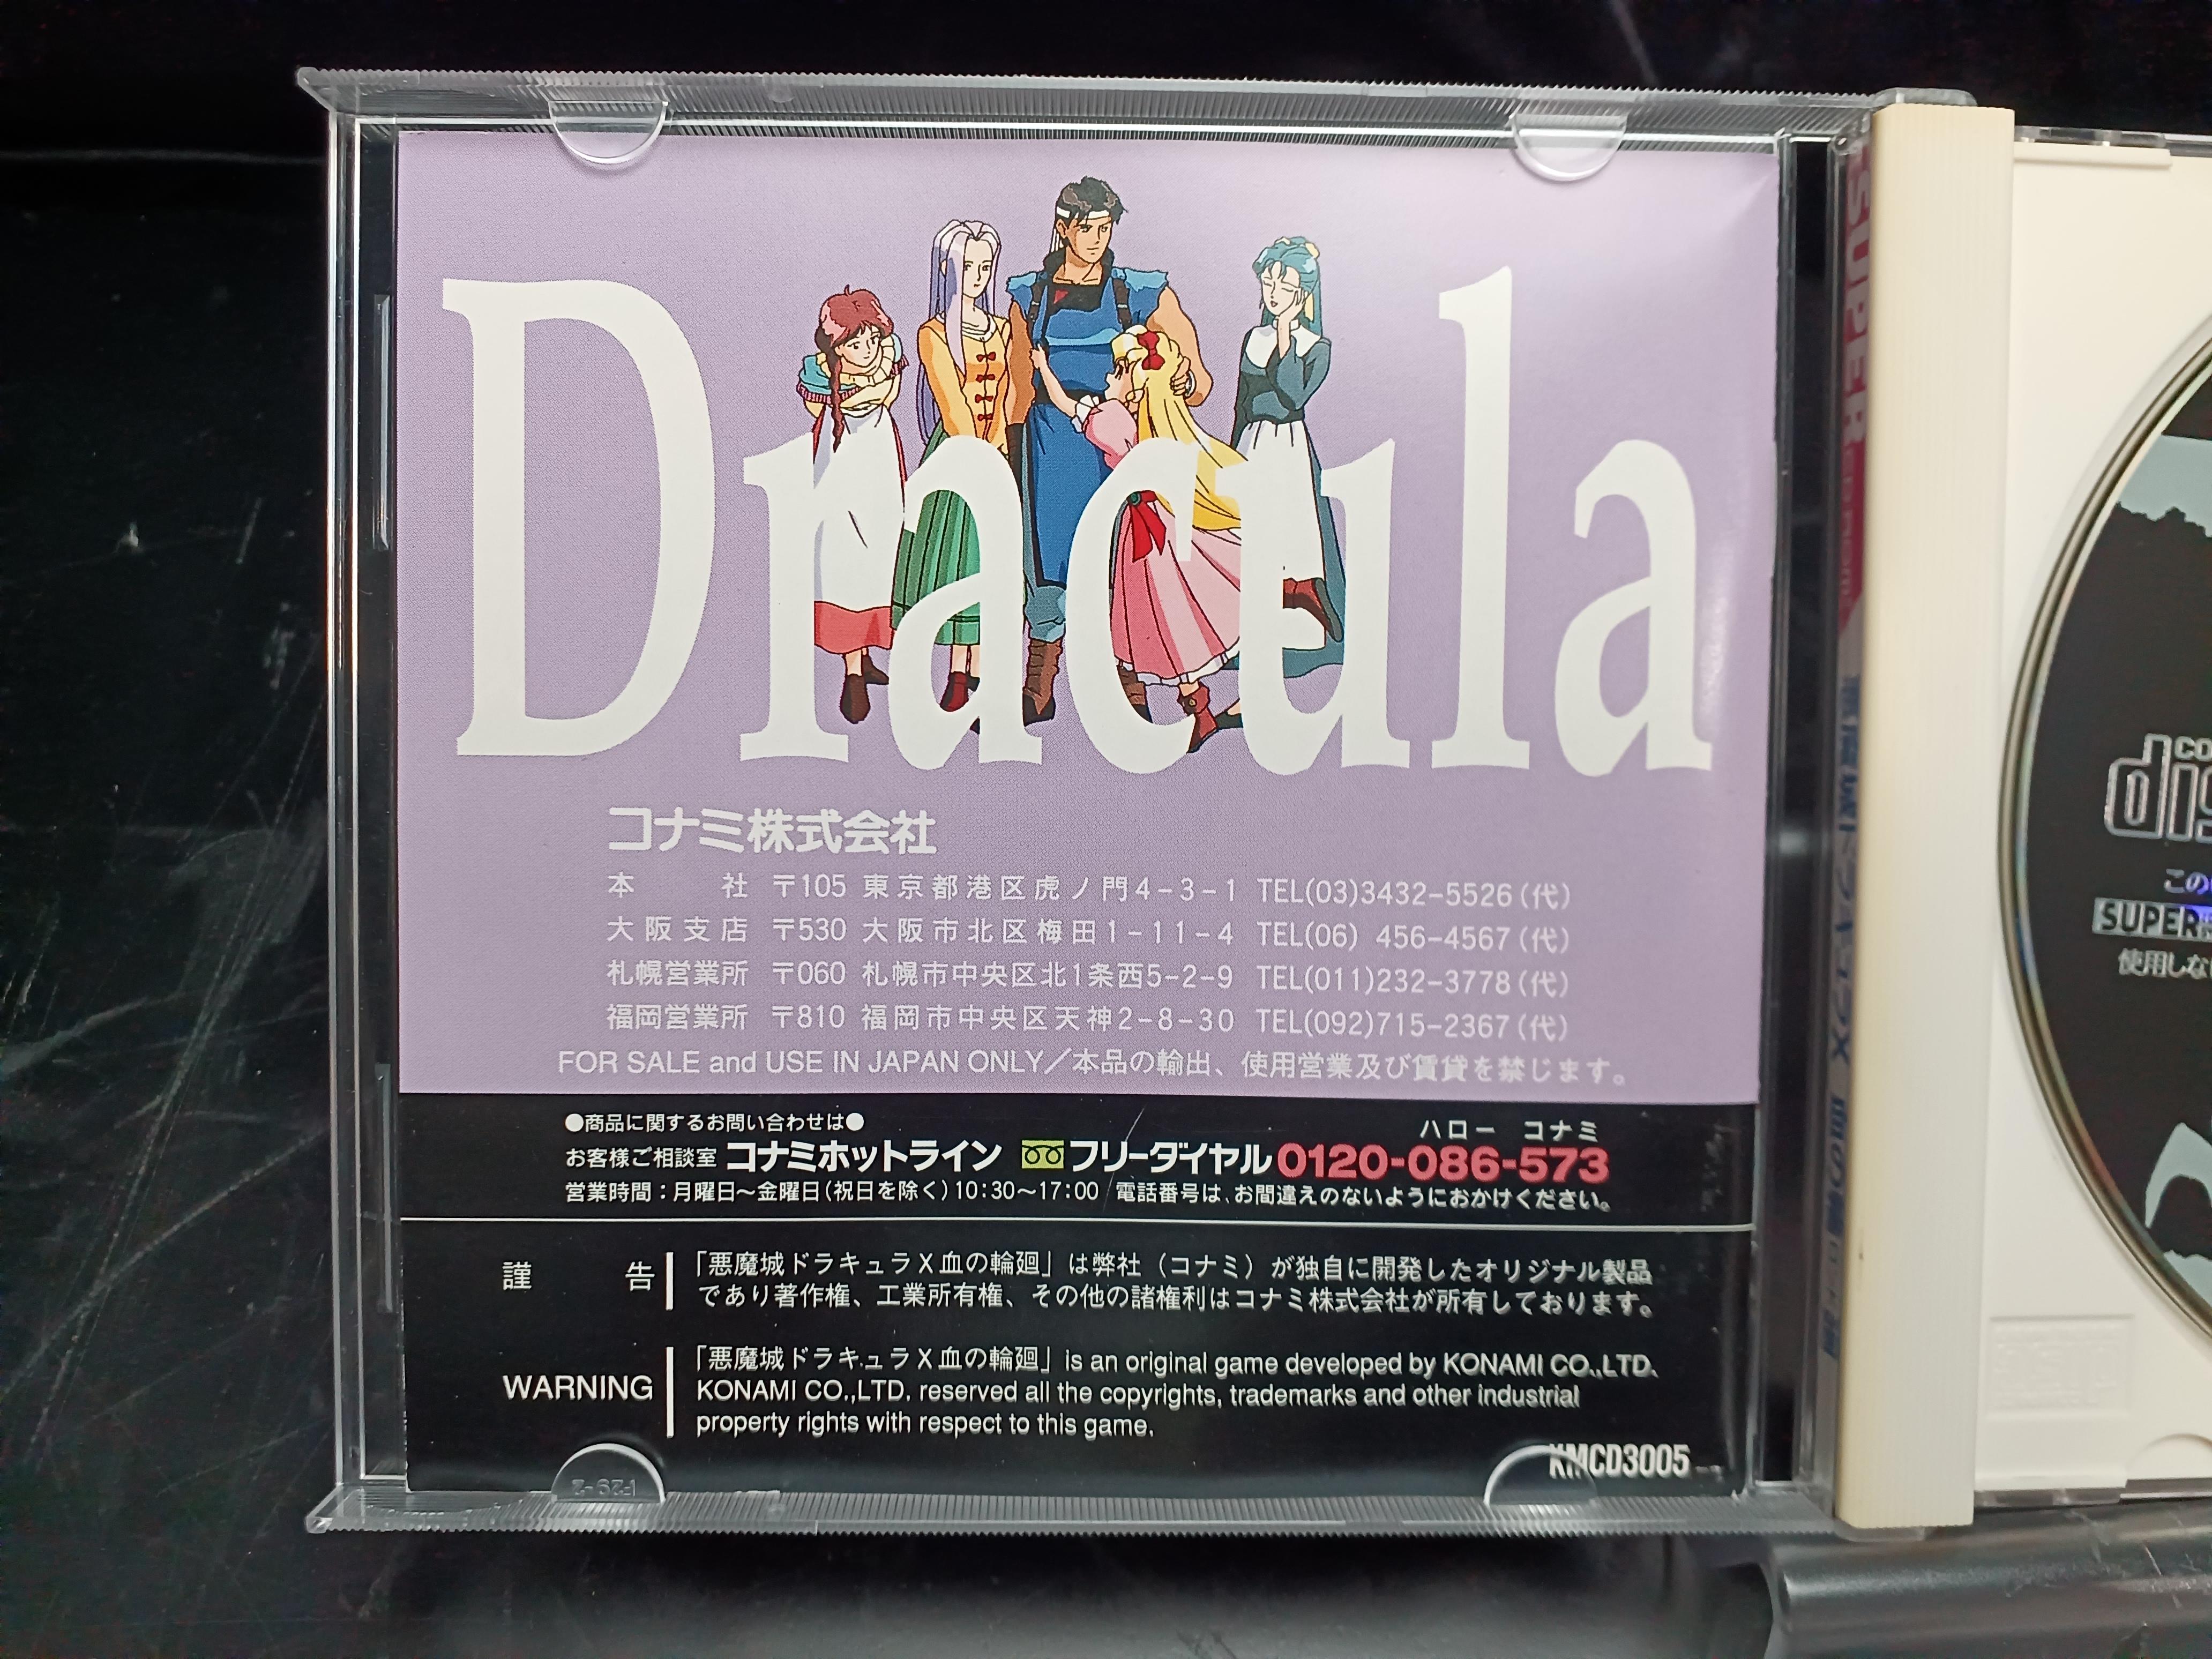 Dracula
コナミ株式会社
本 社 〒105 東京都港区虎ノ門4-3-1 TEL(03)3432-5526(代)
大阪支店 〒530 大阪市北区梅田1-11-4 TEL(06) 456-4567(代)
札幌営業所 〒060 札幌市中央区北1条西5-2-9 TEL(011)232-3778(代)
福岡営業所 〒810 福岡市中央区天神2-8-30 TEL(092)715-2367(代)
FOR SALE and USE IN JAPAN ONLY/本品の輸出、使用営業及び賃貸を禁じます。
●商品に関するお問い合わせは●
ハロー コナミ
お客様ご相談室 コナミホットライン フリーダイヤル0120-086-573
営業時間:月曜日~金曜日(祝日を除く)10:30~17:00 電話番号は、お間違えのないようにおかけください。
謹 告 「悪魔城ドラキュラX血の輪廻」は弊社(コナミ)が独自に開発したオリジナル製品
であり著作権、工業所有権、その他の諸権利はコナミ株式会社が所有しております。
WARNING 「悪魔城ドラキュラX血の輪廻」is an original game developed by KONAMI CO.,LTD.
KONAMI CO.,LTD. reserved all the copyrights, trademarks and other industrial
property rights with respect to this game.
KMCD3005
SUPER
この
SUPER
使用しな